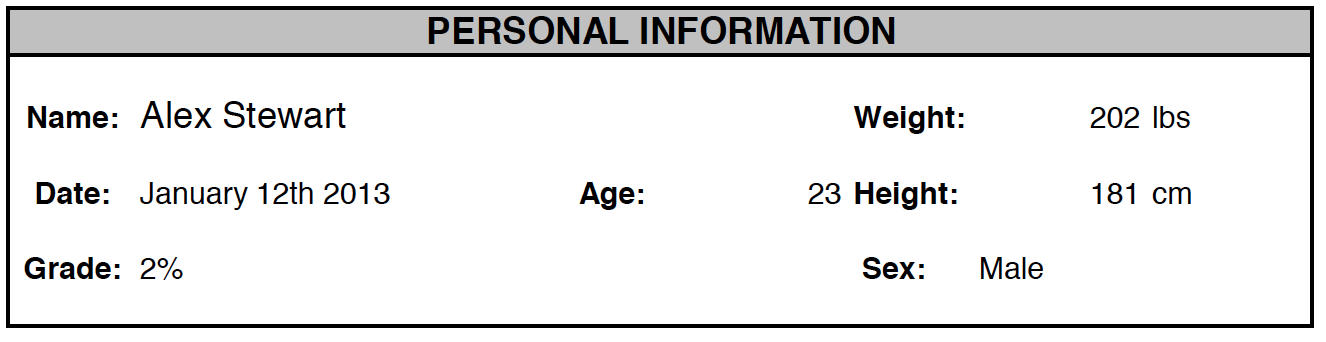 PERSONAL INFORMATION
Name: Alex Stewart Weight: 202 lbs
Date: January 12th 2013 Age: 23 Height: 181 cm
Grade: 2% Sex: Male